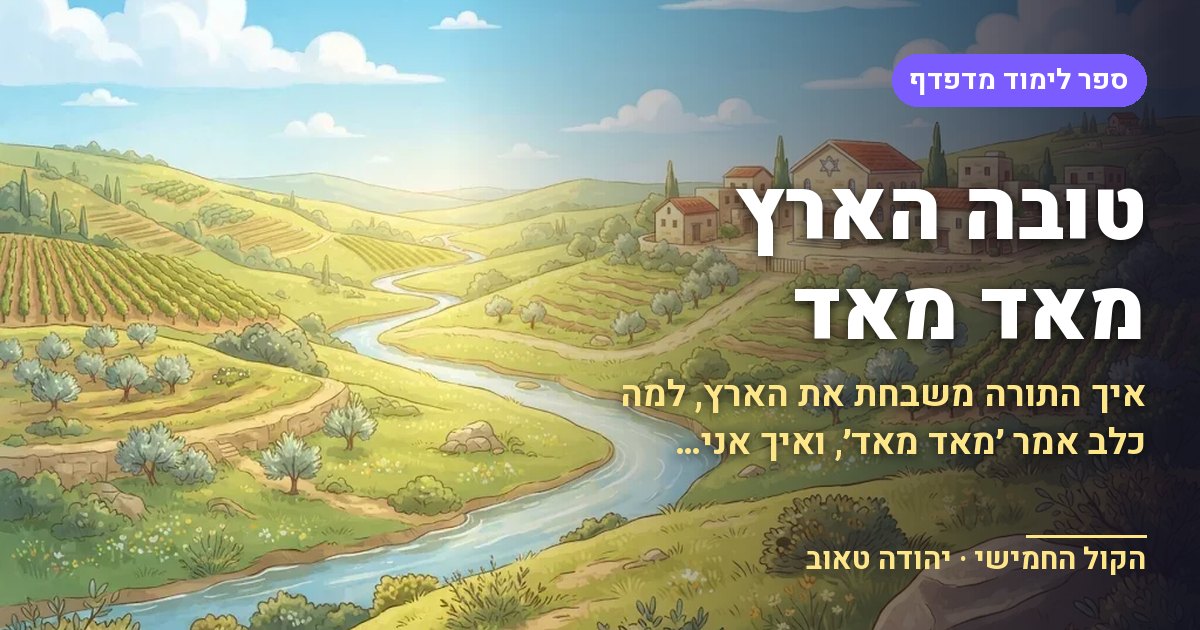 ספר לימוד מדפדף
טובה הארץ
מאד מאד
איך התורה משבחת את הארץ, למה
כלב אמר ׳מאד מאד׳, ואיך אני...
הקול החמישי · יהודה טאוב